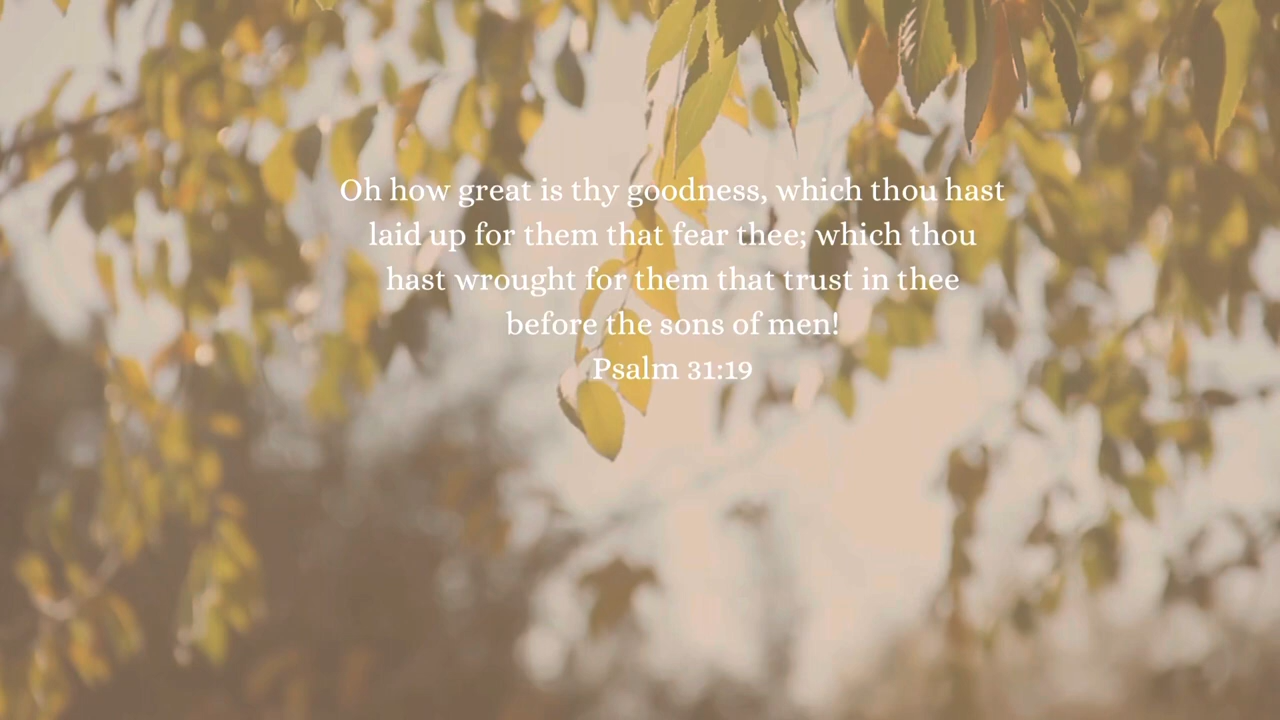 Oh how great is thy goodness, which thou hast
laid up for them that fear thee; which thou
hast wrought for them that trust in thee
before the sons of men!
Psalm 31:19